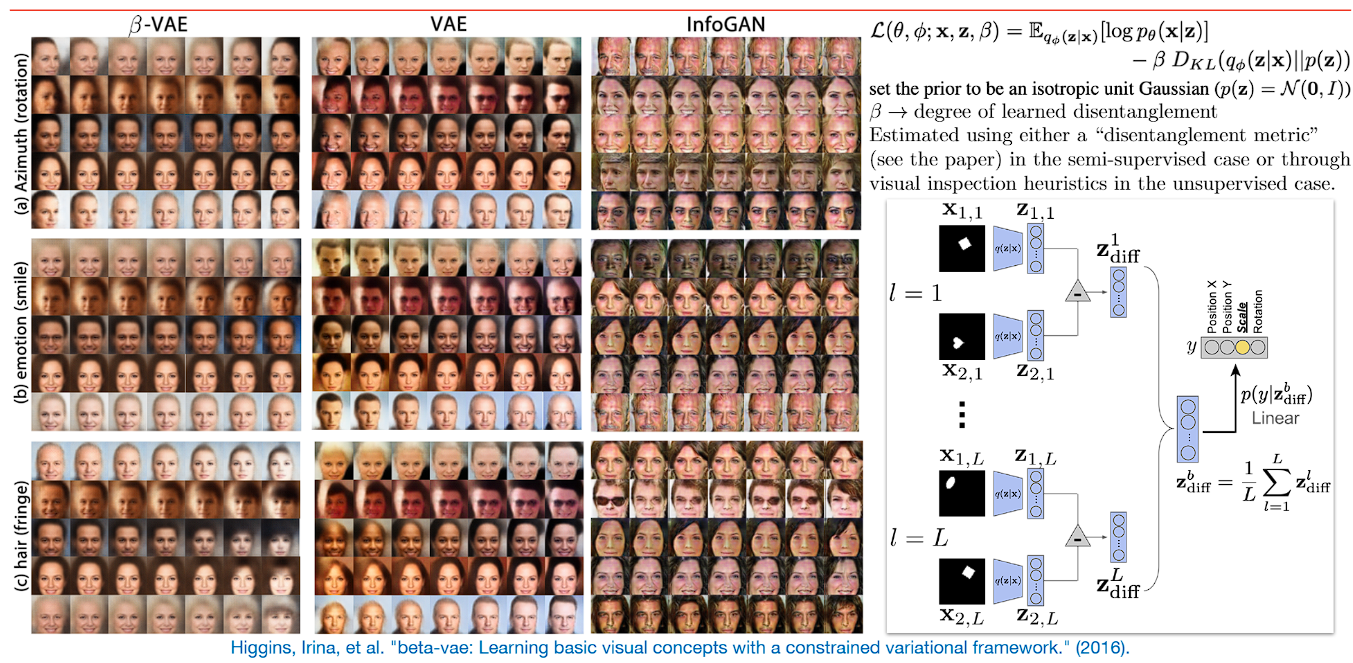 β-VAE
VAE
InfoGAN
(a) Azimuth (rotation)
(b) emotion (smile)
(c) hair (fringe)
ℒ(θ, ϕ; x, z, β) = 𝔼_{q_ϕ(z|x)}[log p_θ(x|z)]
− β D_{KL}(q_ϕ(z|x)||p(z))
set the prior to be an isotropic unit Gaussian (p(z) = 𝒩(0, I))
β → degree of learned disentanglement
Estimated using either a “disentanglement metric”
(see the paper) in the semi-supervised case or through
visual inspection heuristics in the unsupervised case.
x_{1,1} z_{1,1}
q(z|x)
z^1_{diff}
l = 1
-
q(z|x)
x_{2,1} z_{2,1}
Position X
Position Y
Scale
Rotation
y
p(y|z^b_{diff})
Linear
x_{1,L} z_{1,L}
q(z|x)
z^b_{diff} = \frac{1}{L} \sum_{l=1}^{L} z^l_{diff}
l = L
-
q(z|x)
z^L_{diff}
x_{2,L} z_{2,L}
Higgins, Irina, et al. "beta-vae: Learning basic visual concepts with a constrained variational framework." (2016).